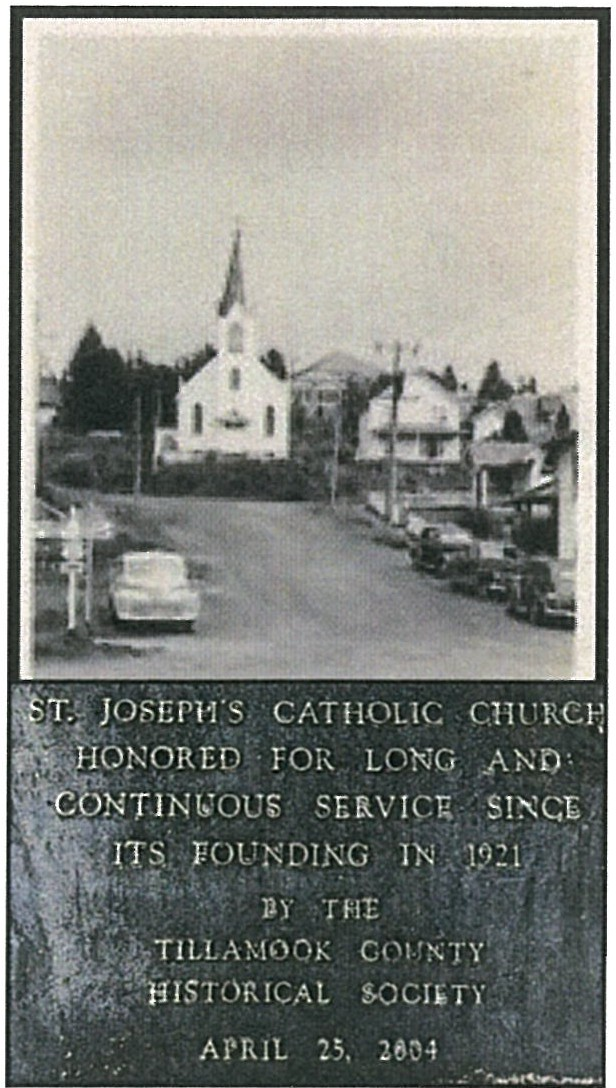 ST. JOSEPH'S CATHOLIC CHURCH
HONORED FOR LONG AND
CONTINUOUS SERVICE SINCE
ITS FOUNDING IN 1921
BY THE
TILLAMOOK COUNTY
HISTORICAL SOCIETY
APRIL 25, 2004